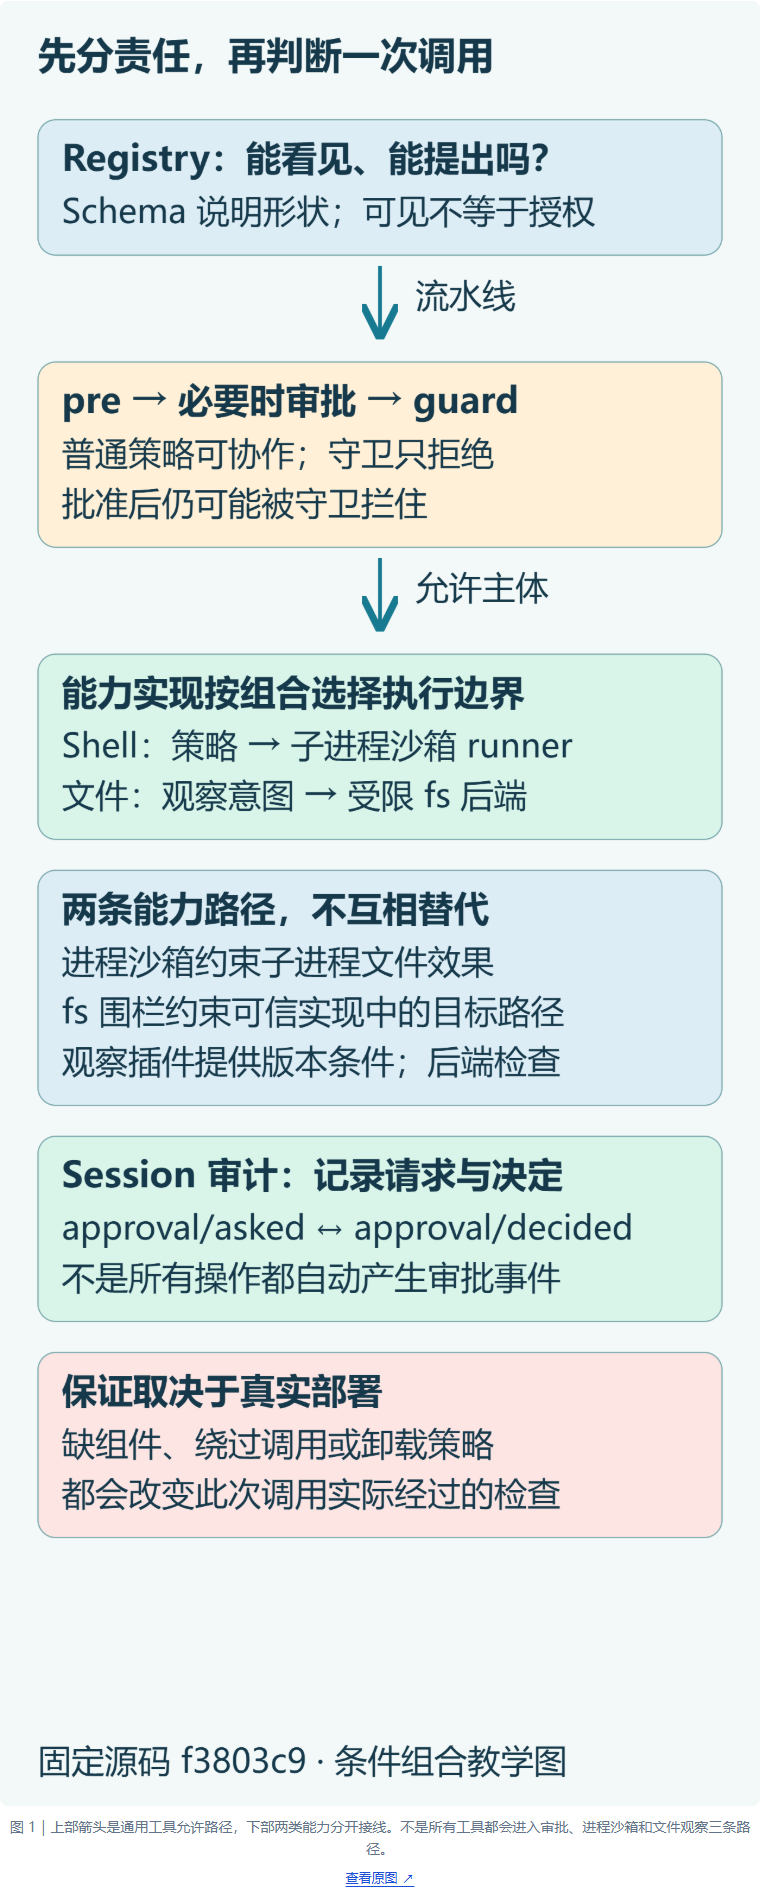 先分责任，再判断一次调用
Registry：能看见、能提出吗？
Schema 说明形状；可见不等于授权
流水线
pre → 必要时审批 → guard
普通策略可协作；守卫只拒绝
批准后仍可能被守卫拦住
允许主体
能力实现按组合选择执行边界
Shell：策略 → 子进程沙箱 runner
文件：观察意图 → 受限 fs 后端
两条能力路径，不互相替代
进程沙箱约束子进程文件效果
fs 围栏约束可信实现中的目标路径
观察插件提供版本条件；后端检查
Session 审计：记录请求与决定
approval/asked ↔ approval/decided
不是所有操作都自动产生审批事件
保证取决于真实部署
缺组件、绕过调用或卸载策略
都会改变此次调用实际经过的检查
固定源码 f3803c9 · 条件组合教学图
图 1｜上部箭头是通用工具允许路径，下部两类能力分开接线。不是所有工具都会进入审批、进程沙箱和文件观察三条路
径。
查看原图 ↗